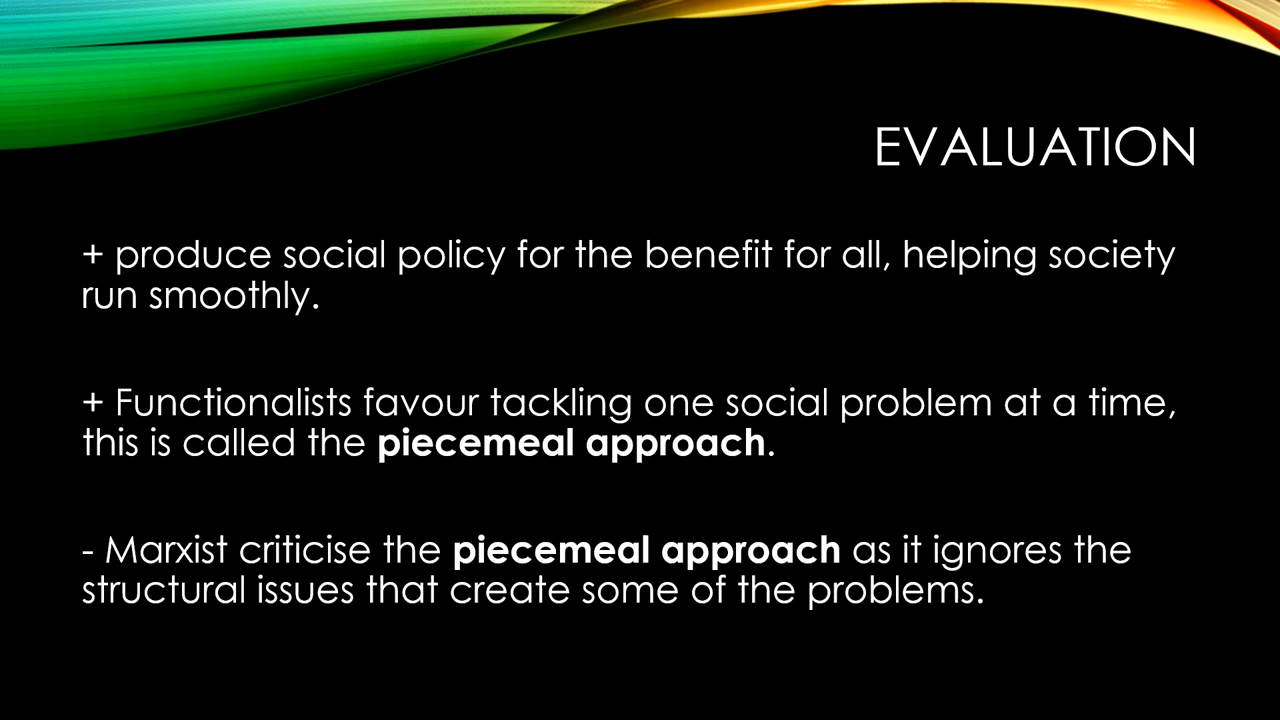 EVALUATION
+ produce social policy for the benefit for all, helping society
run smoothly.
+ Functionalists favour tackling one social problem at a time,
this is called the piecemeal approach.
- Marxist criticise the piecemeal approach as it ignores the
structural issues that create some of the problems.